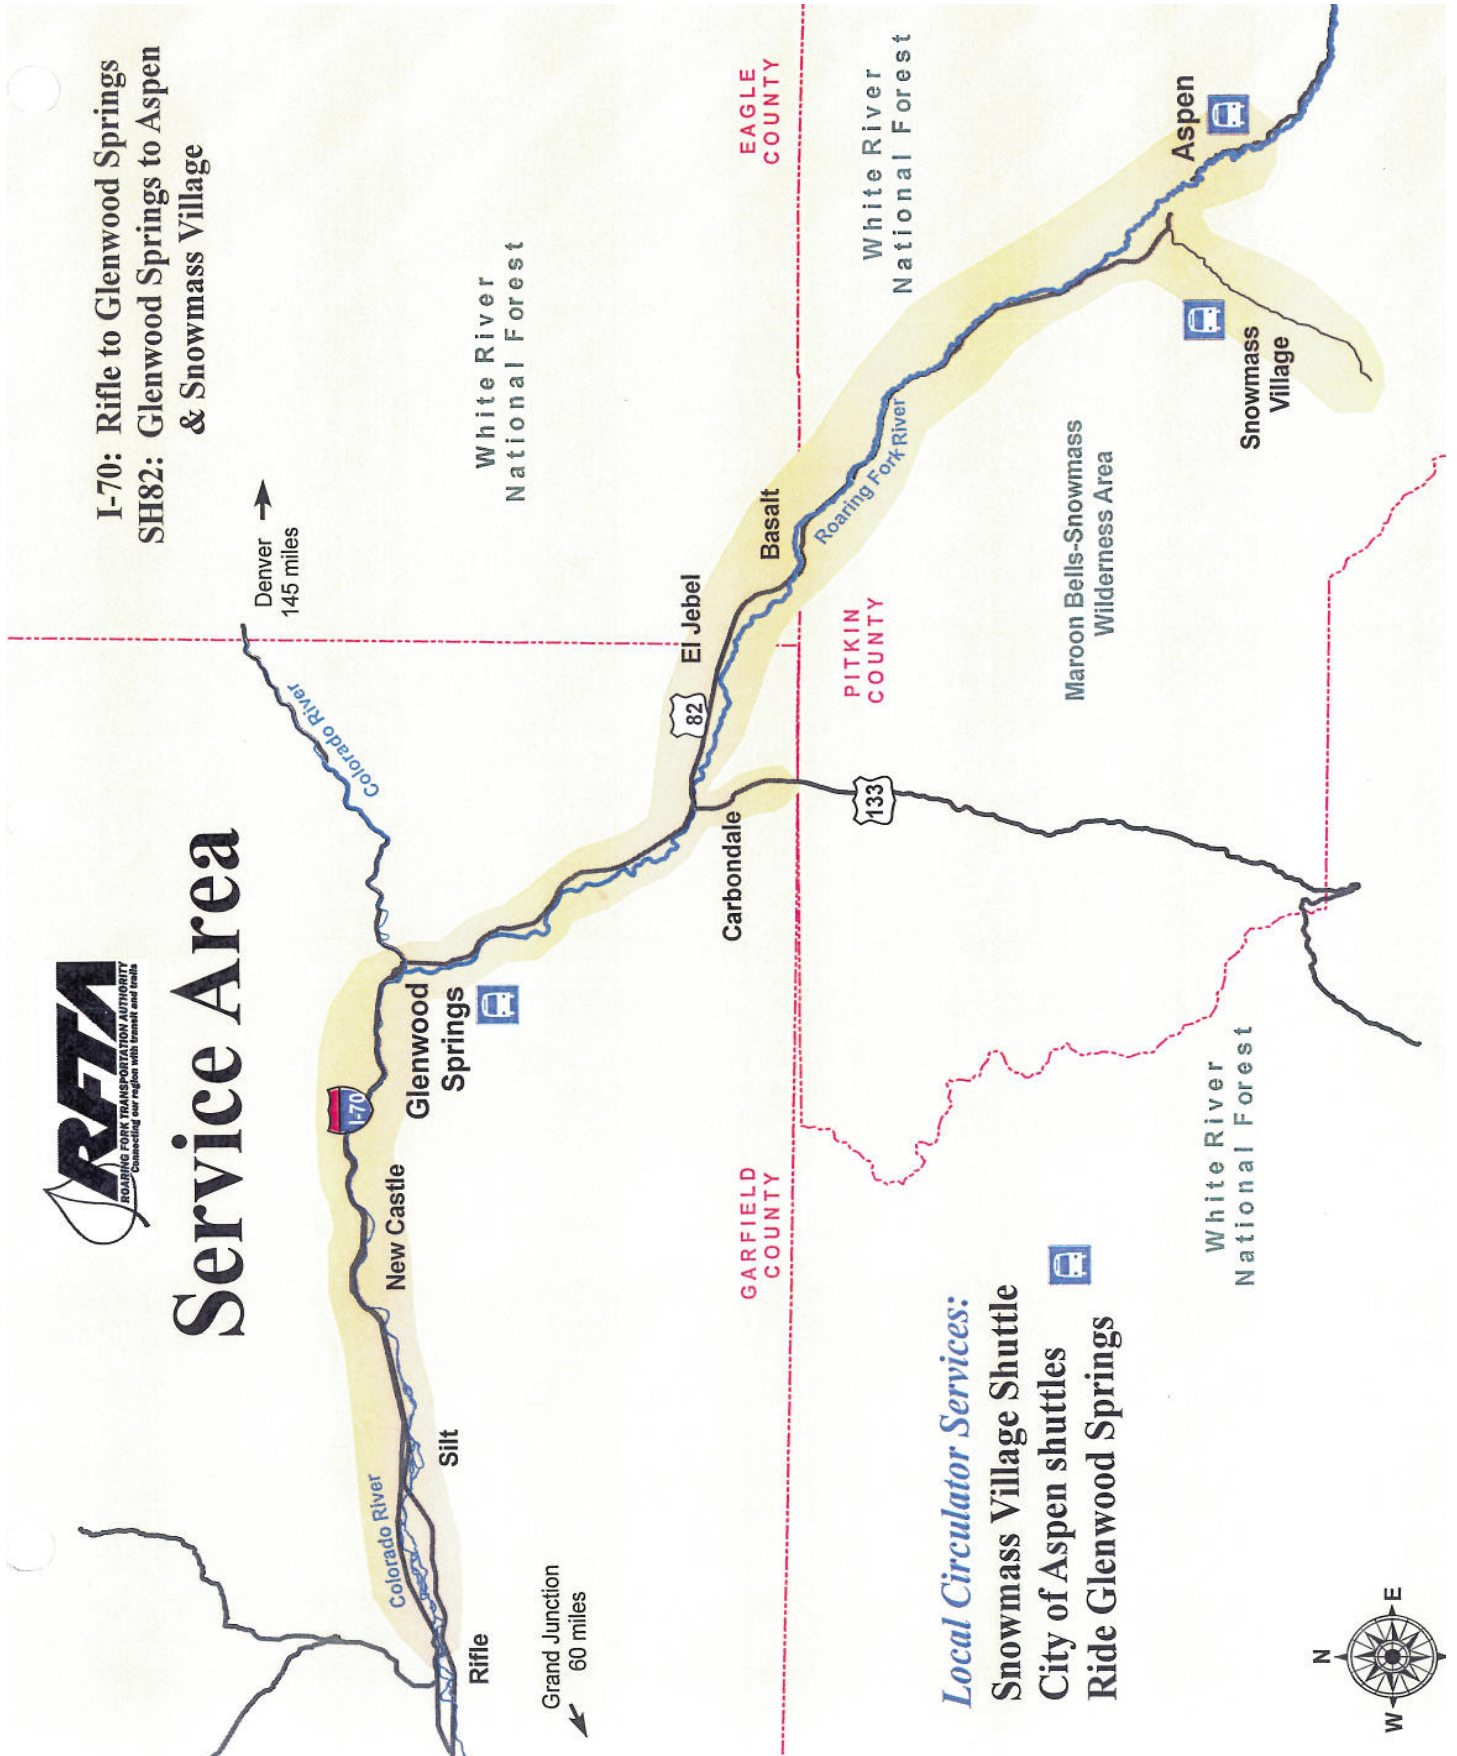 RFTA
ROARING FORK TRANSPORTATION AUTHORITY
Connecting our region with transit and trails
Service Area
I-70: Rifle to Glenwood Springs
SH82: Glenwood Springs to Aspen
& Snowmass Village
Denver
145 miles
Colorado River
Colorado River
I-70
Rifle
Silt
New Castle
Glenwood
Springs
Grand Junction
60 miles
White River
National Forest
82
El Jebel
Carbondale
Basalt
EAGLE
COUNTY
GARFIELD
COUNTY
PITKIN
COUNTY
133
Roaring Fork River
White River
National Forest
Aspen
Snowmass
Village
Maroon Bells-Snowmass
Wilderness Area
White River
National Forest
Local Circulator Services:
Snowmass Village Shuttle
City of Aspen shuttles
Ride Glenwood Springs
N
W
E